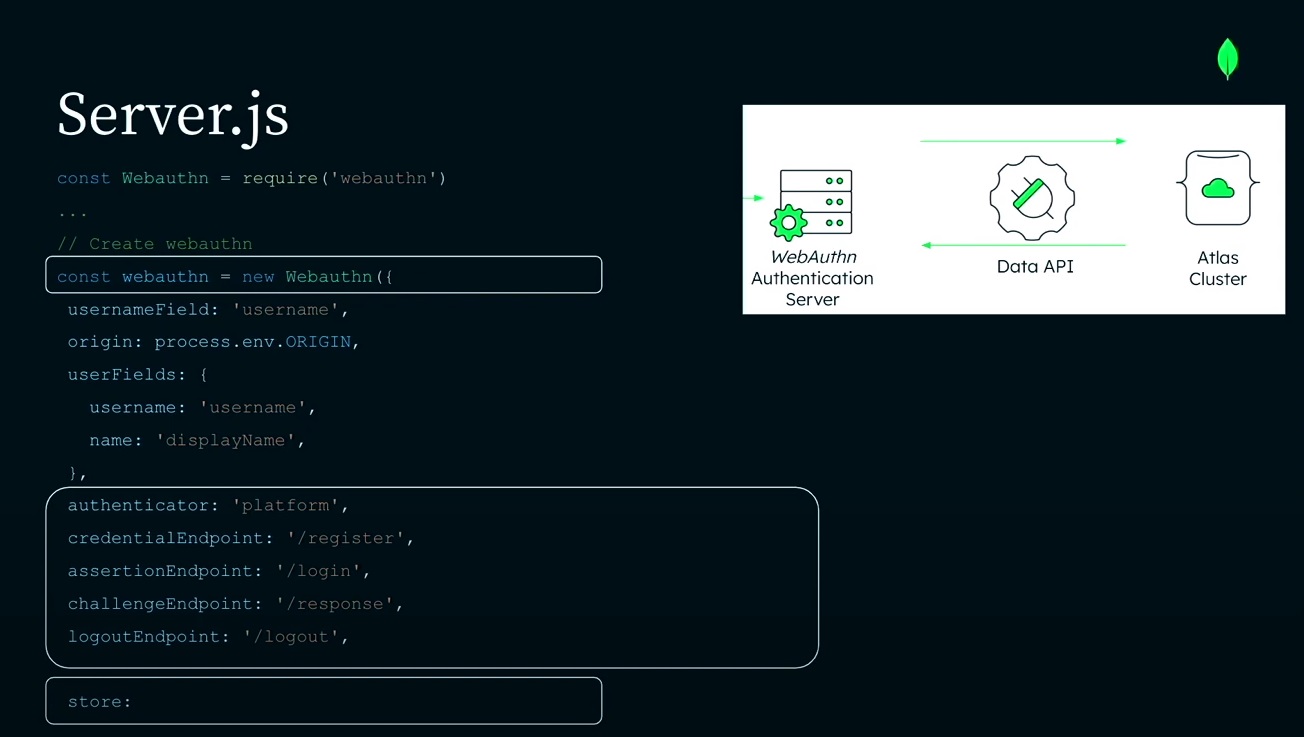 Server.js
const Webauthn = require('webauthn')
...
// Create webauthn
const webauthn = new Webauthn({
usernameField: 'username',
origin: process.env.ORIGIN,
userFields: {
username: 'username',
name: 'displayName',
},
authenticator: 'platform',
credentialEndpoint: '/register',
assertionEndpoint: '/login',
challengeEndpoint: '/response',
logoutEndpoint: '/logout',
store:
WebAuthn
Authentication
Server
Data API
Atlas
Cluster